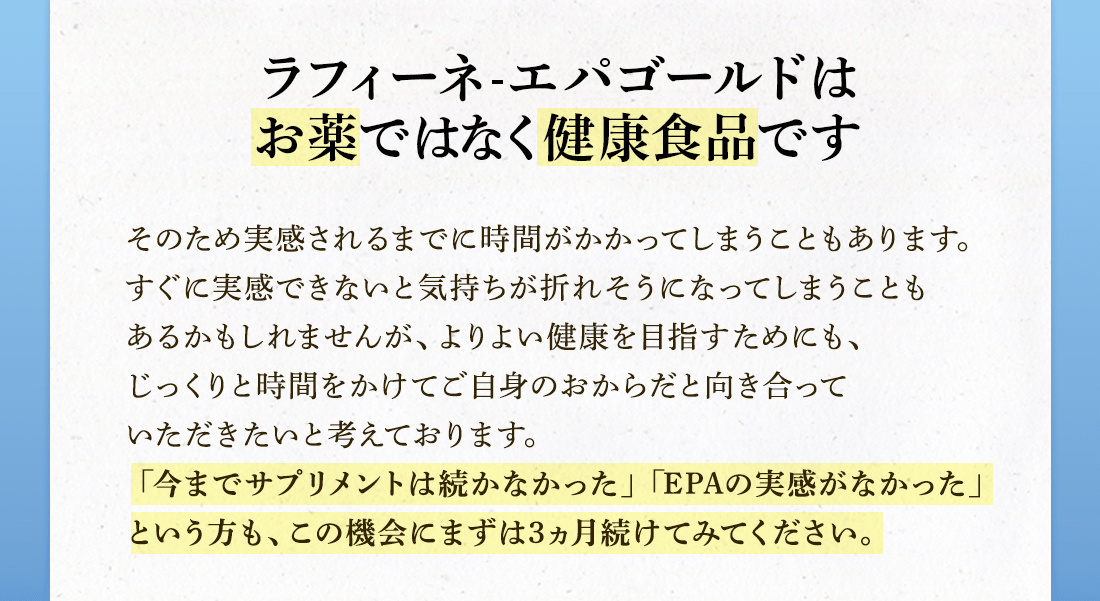 ラフィーネ-エパゴールドは
お薬ではなく健康食品です
そのため実感されるまでに時間がかかってしまうこともあります。
すぐに実感できないと気持ちが折れそうになってしまうことも
あるかもしれませんが、よりよい健康を目指すためにも、
じっくりと時間をかけてご自身のおからだと向き合って
いただきたいと考えております。
「今までサプリメントは続かなかった」「EPAの実感がなかった」
という方も、この機会にまずは3ヵ月続けてみてください。